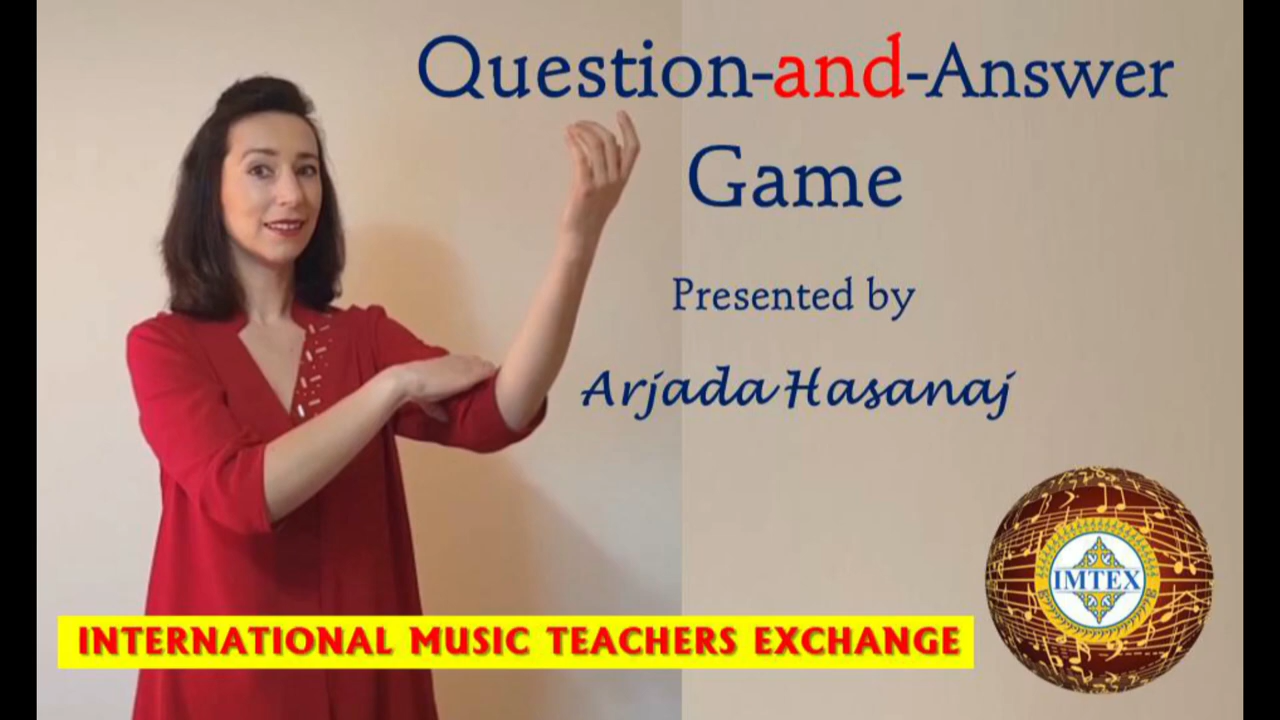 Question-and-Answer
Game
Presented by
Arjada Hasanaj
IMTEX
INTERNATIONAL MUSIC TEACHERS EXCHANGE